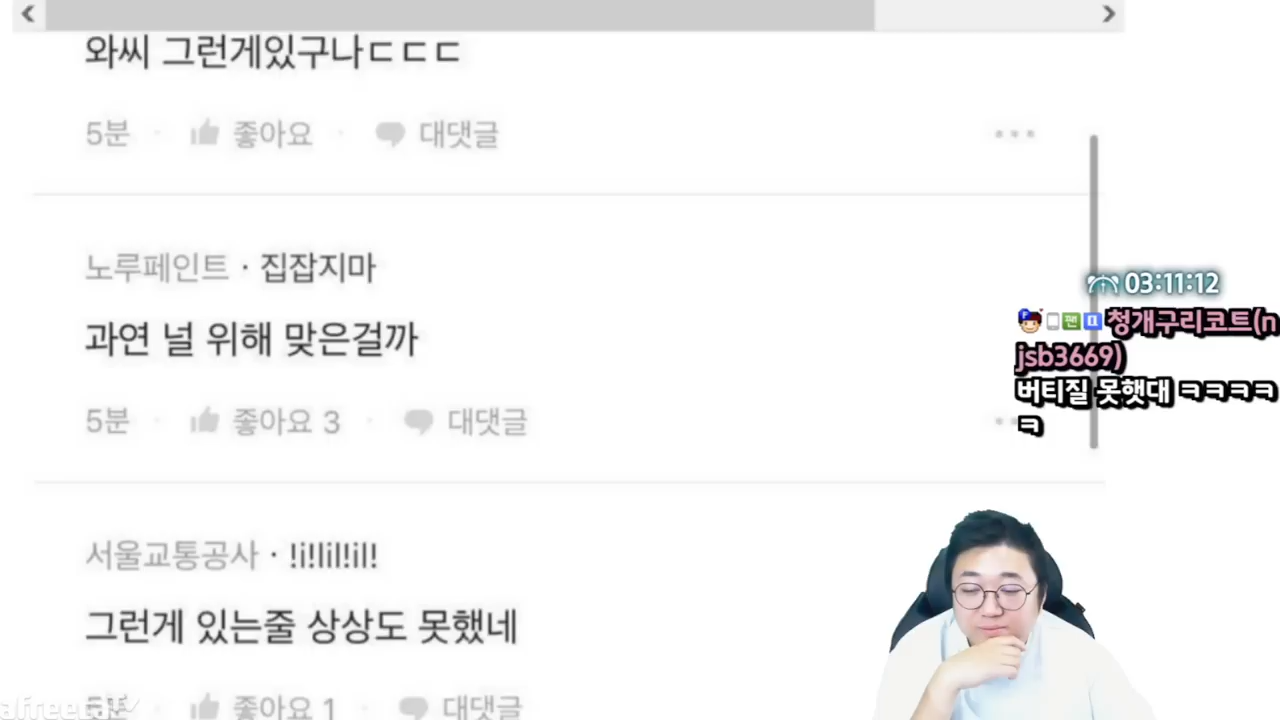 와씨 그런게있구나ㄷㄷㄷ
5분 · 좋아요 · 대댓글
노루페인트 · 집잡지마
과연 널 위해 맞은걸까
5분 · 좋아요 3 · 대댓글
서울교통공사 · !i!lil!il!
그런게 있는줄 상상도 못했네
5분 · 좋아요 1 · 대댓글
03:11:12
청개구리코트(n
jsb3669)
버티질 못햇대 ㅋㅋㅋㅋ
ㅋ
afreecaTV